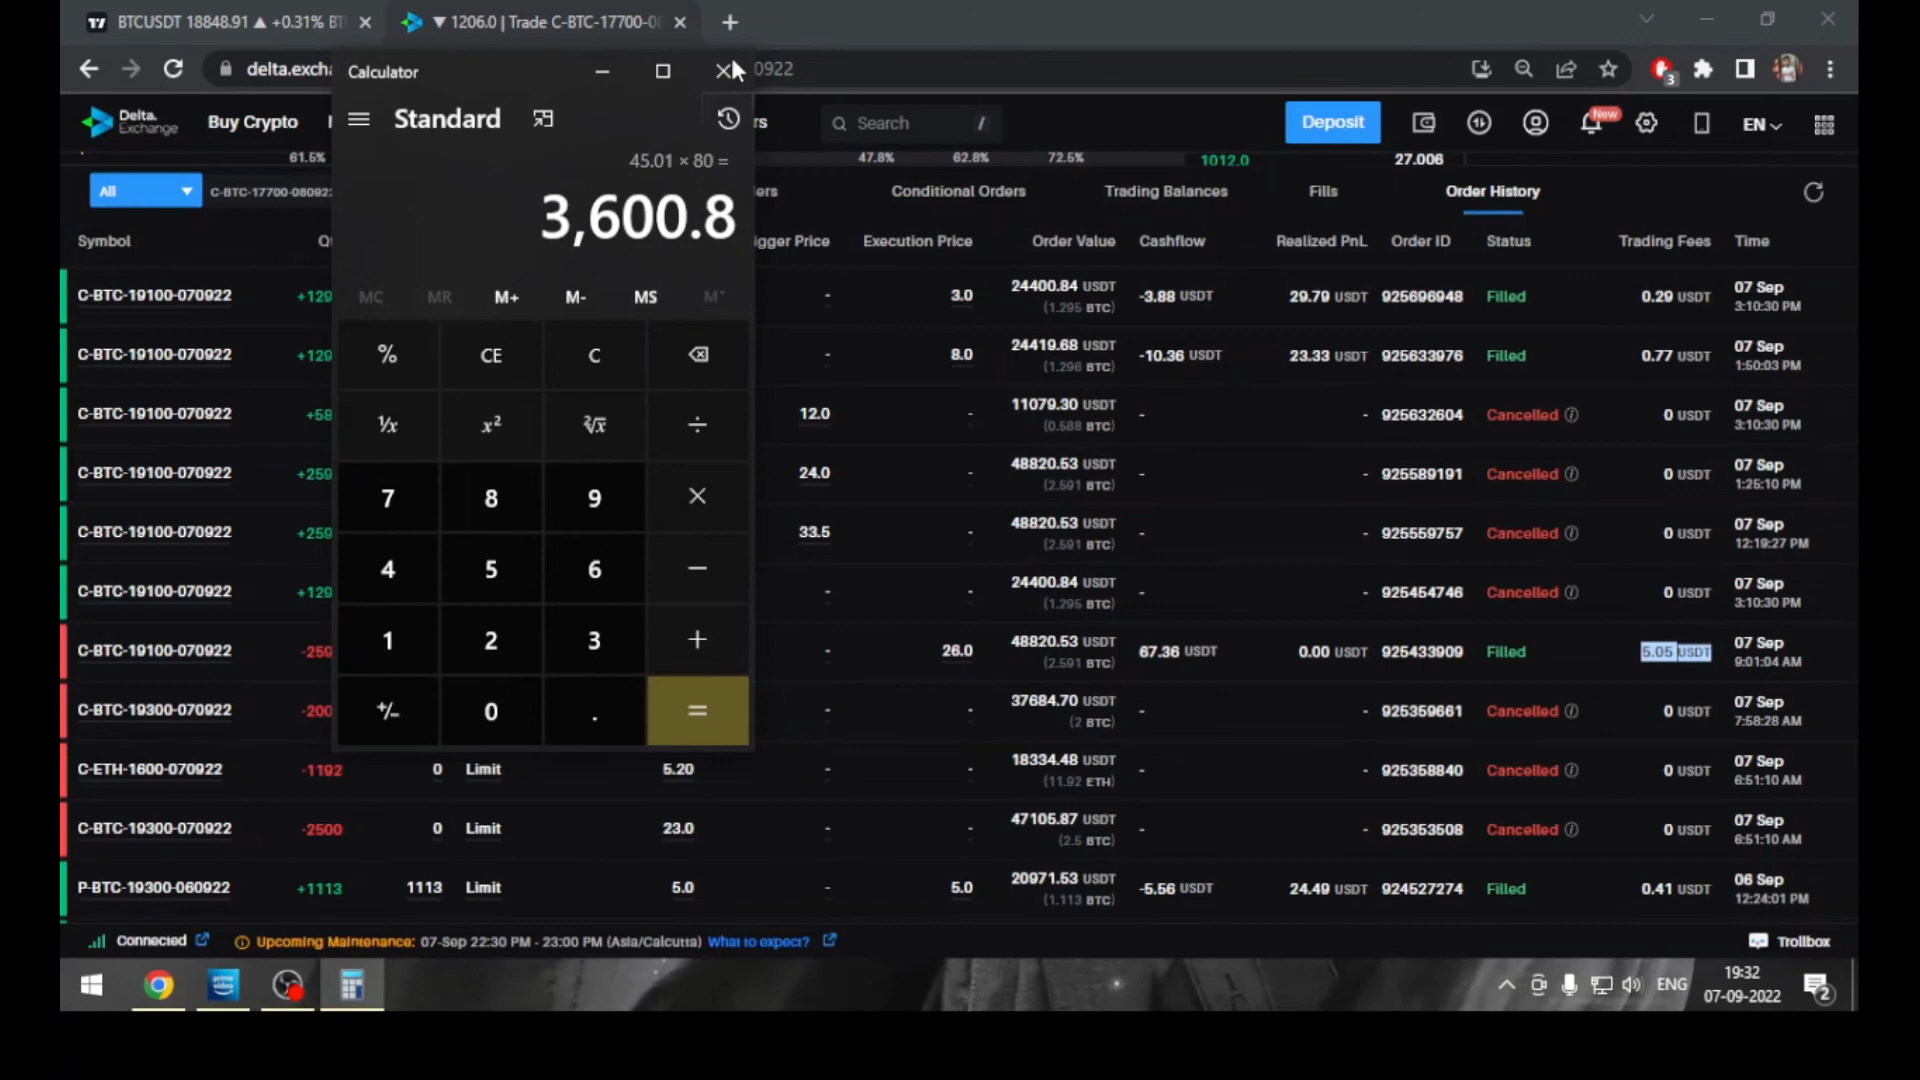 BTCUSDT 18848.91 ▲ +0.31%
▼ 1206.0 | Trade C-BTC-17700-08
0922
Calculator
Delta. Exchange
Buy Crypto
Search /
Deposit
New
EN
Standard
45.01 × 80 =
3,600.8
MC MR M+ M- MS
% CE C
⅟x x² ²√x ÷
7 8 9 ×
4 5 6 −
1 2 3 +
+/- 0 . =
61.5% 47.8% 62.8% 72.5% 1012.0 27.006
All C-BTC-17700-080922 Conditional Orders Trading Balances Fills Order History
Symbol Price Execution Price Order Value Cashflow Realized PnL Order ID Status Trading Fees Time
C-BTC-19100-070922 +129 - 3.0 24400.84 USDT (1.295 BTC) -3.88 USDT 29.79 USDT 925696948 Filled 0.29 USDT 07 Sep 3:10:30 PM
C-BTC-19100-070922 +129 - 8.0 24419.68 USDT (1.296 BTC) -10.36 USDT 23.33 USDT 925633976 Filled 0.77 USDT 07 Sep 1:50:03 PM
C-BTC-19100-070922 +58 12.0 - 11079.30 USDT (0.588 BTC) - - 925632604 Cancelled 0 USDT 07 Sep 3:10:30 PM
C-BTC-19100-070922 +259 24.0 - 48820.53 USDT (2.591 BTC) - - 925589191 Cancelled 0 USDT 07 Sep 1:25:10 PM
C-BTC-19100-070922 +259 33.5 - 48820.53 USDT (2.591 BTC) - - 925559757 Cancelled 0 USDT 07 Sep 12:19:27 PM
C-BTC-19100-070922 +129 - - 24400.84 USDT (1.295 BTC) - - 925454746 Cancelled 0 USDT 07 Sep 3:10:30 PM
C-BTC-19100-070922 -259 - 26.0 48820.53 USDT (2.591 BTC) 67.36 USDT 0.00 USDT 925433909 Filled 5.05 USDT 07 Sep 9:01:04 AM
C-BTC-19300-070922 -200 - - 37684.70 USDT (2 BTC) - - 925359661 Cancelled 0 USDT 07 Sep 7:58:28 AM
C-ETH-1600-070922 -1192 0 Limit 5.20 - - 18334.48 USDT (11.92 ETH) - - 925358840 Cancelled 0 USDT 07 Sep 6:51:10 AM
C-BTC-19300-070922 -2500 0 Limit 23.0 - - 47105.87 USDT (2.5 BTC) - - 925353508 Cancelled 0 USDT 07 Sep 6:51:10 AM
P-BTC-19300-060922 +1113 1113 Limit 5.0 - 5.0 20971.53 USDT (1.113 BTC) -5.56 USDT 24.49 USDT 924527274 Filled 0.41 USDT 06 Sep 12:24:01 PM
Connected Upcoming Maintenance: 07-Sep 22:30 PM - 23:00 PM (Asia/Calcutta) What to expect? Trollbox
prime video
ENG 19:32
07-09-2022 2